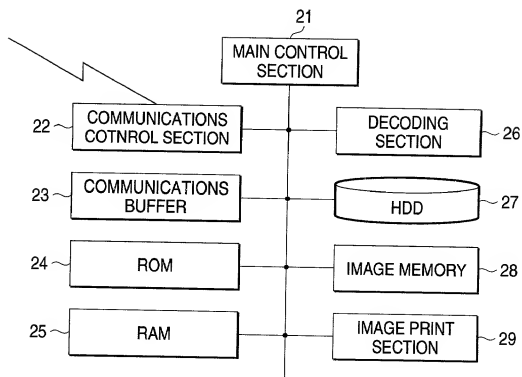 21
MAIN CONTROL
SECTION
22
COMMUNICATIONS
COTNROL SECTION
DECODING
SECTION
26
23
COMMUNICATIONS
BUFFER
HDD
27
24
ROM
IMAGE MEMORY
28
25
RAM
IMAGE PRINT
SECTION
29